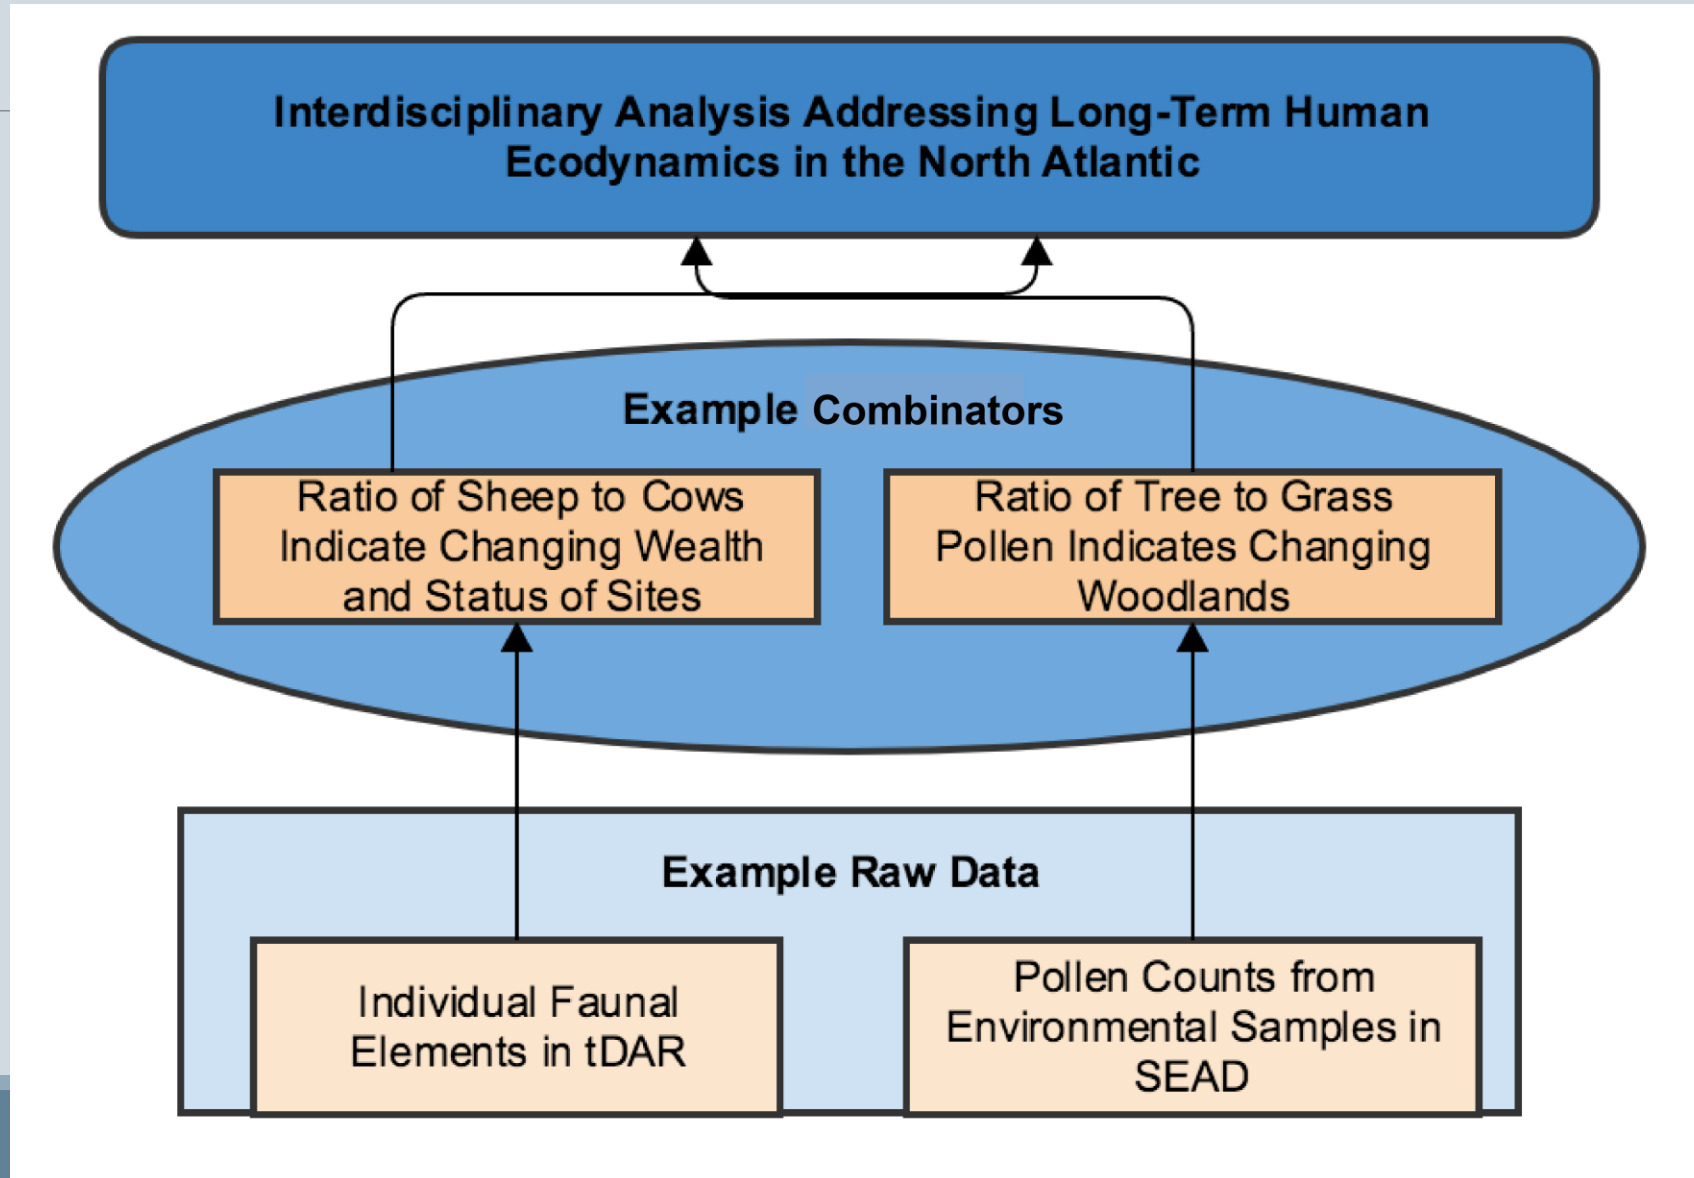 Interdisciplinary Analysis Addressing Long-Term Human
Ecodynamics in the North Atlantic
Example Combinators
Ratio of Sheep to Cows
Indicate Changing Wealth
and Status of Sites
Ratio of Tree to Grass
Pollen Indicates Changing
Woodlands
Example Raw Data
Individual Faunal
Elements in tDAR
Pollen Counts from
Environmental Samples in
SEAD